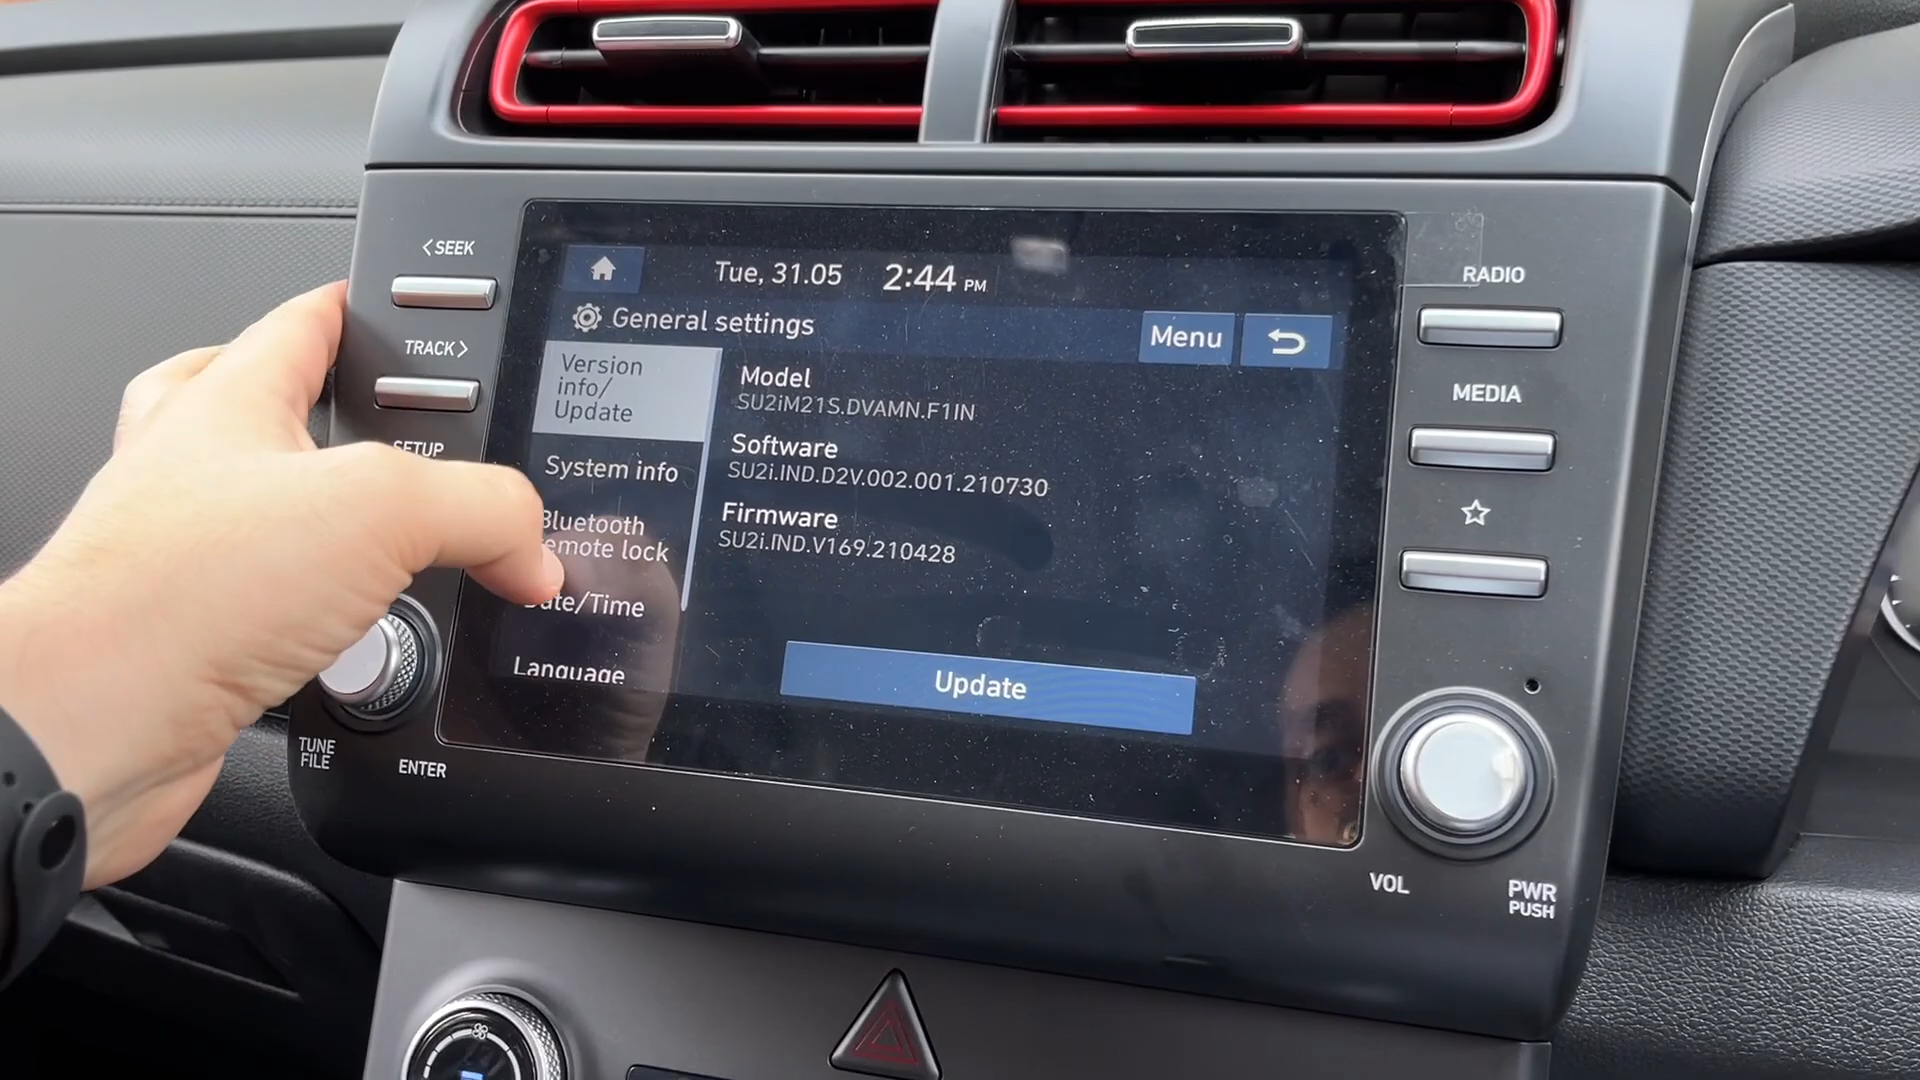 <SEEK
TRACK>
SETUP
TUNE
FILE
ENTER
Tue, 31.05 2:44 PM
General settings
Menu
Version
info/
Update
System info
Bluetooth
remote lock
Date/Time
Language
Model
SU2iM21S.DVAMN.F1IN
Software
SU2i.IND.D2V.002.001.210730
Firmware
SU2i.IND.V169.210428
Update
RADIO
MEDIA
VOL
PWR
PUSH